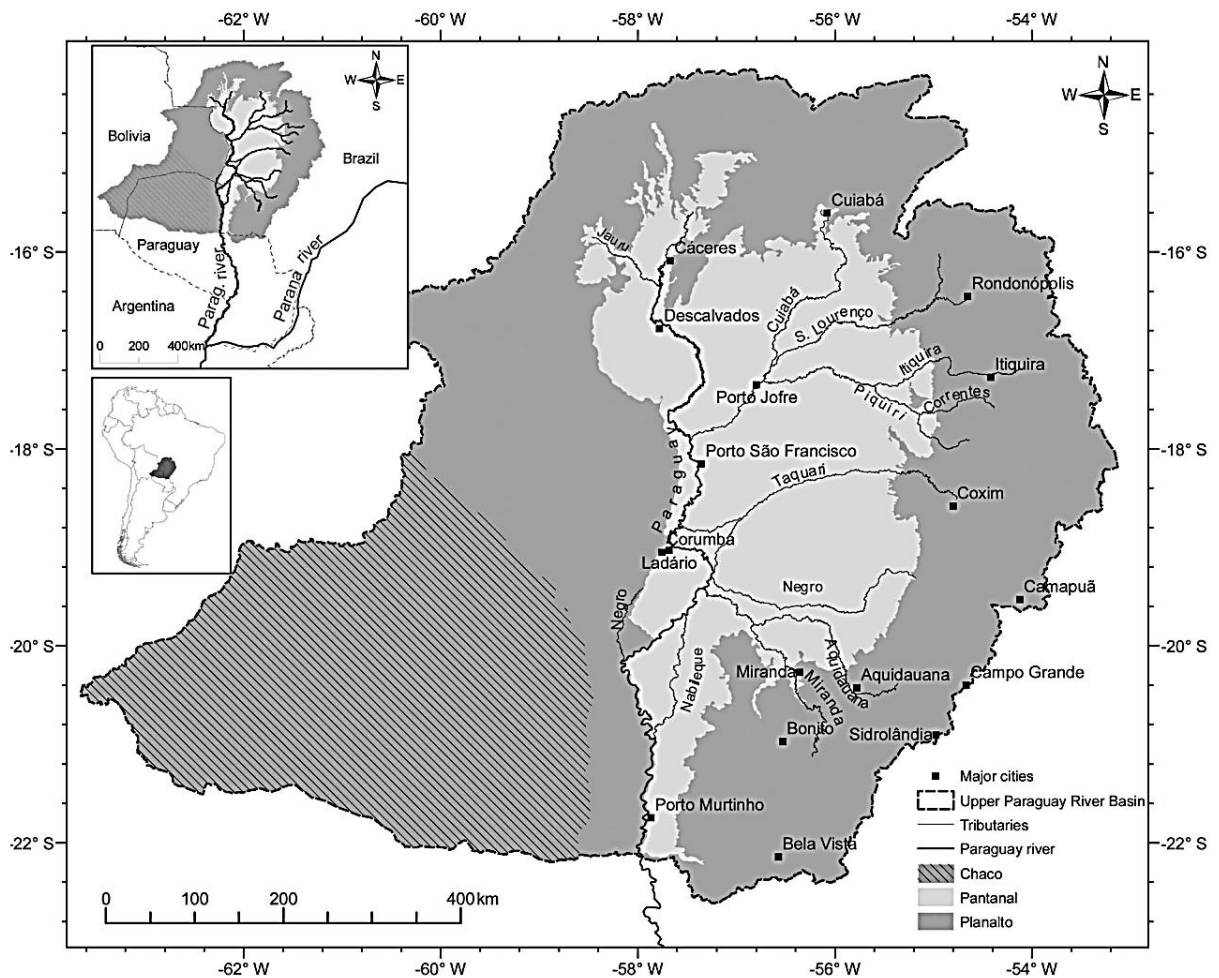 -62° W -60° W -58° W -56° W -54° W
N
W E
S
Bolivia
Brazil
Paraguay
Argentina
Parag. river
Parana river
0 200 400km
N
W E
S
-16° S
-18° S
-20° S
-22° S
Cuiabá
Jauru
Cáceres
Rondonópolis
Descalvados
Cuiabá
S. Lourenço
Itiquira
Itiquira
Porto Jofre
Piquiri
Correntes
Paraguay
Porto São Francisco
Taquari
Coxim
Corumbá
Ladário
Negro
Negro
Camapuã
Nabileque
Miranda
Miranda
Aquidauana
Aquidauana
Campo Grande
Bonito
Sidrolândia
Porto Murtinho
Bela Vista
-16° S
-18° S
-20° S
-22° S
Major cities
Upper Paraguay River Basin
Tributaries
Paraguay river
Chaco
Pantanal
Planalto
0 100 200 400km
-62° W -60° W -58° W -56° W -54° W